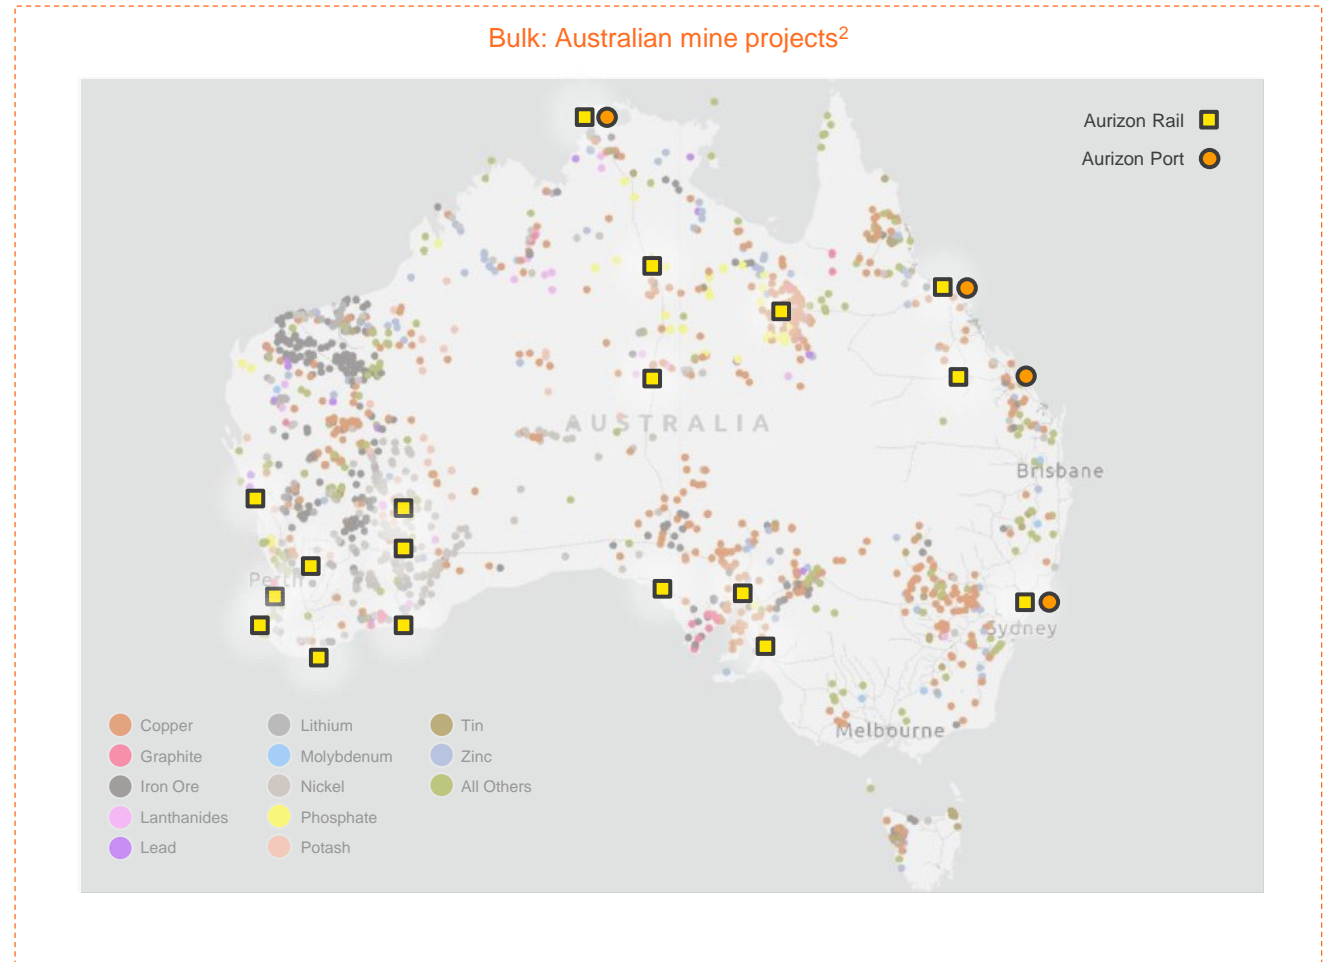 Bulk: Australian mine projects²
Aurizon Rail
Aurizon Port
AUSTRALIA
Brisbane
Perth
Sydney
Melbourne
Copper
Graphite
Iron Ore
Lanthanides
Lead
Lithium
Molybdenum
Nickel
Phosphate
Potash
Tin
Zinc
All Others